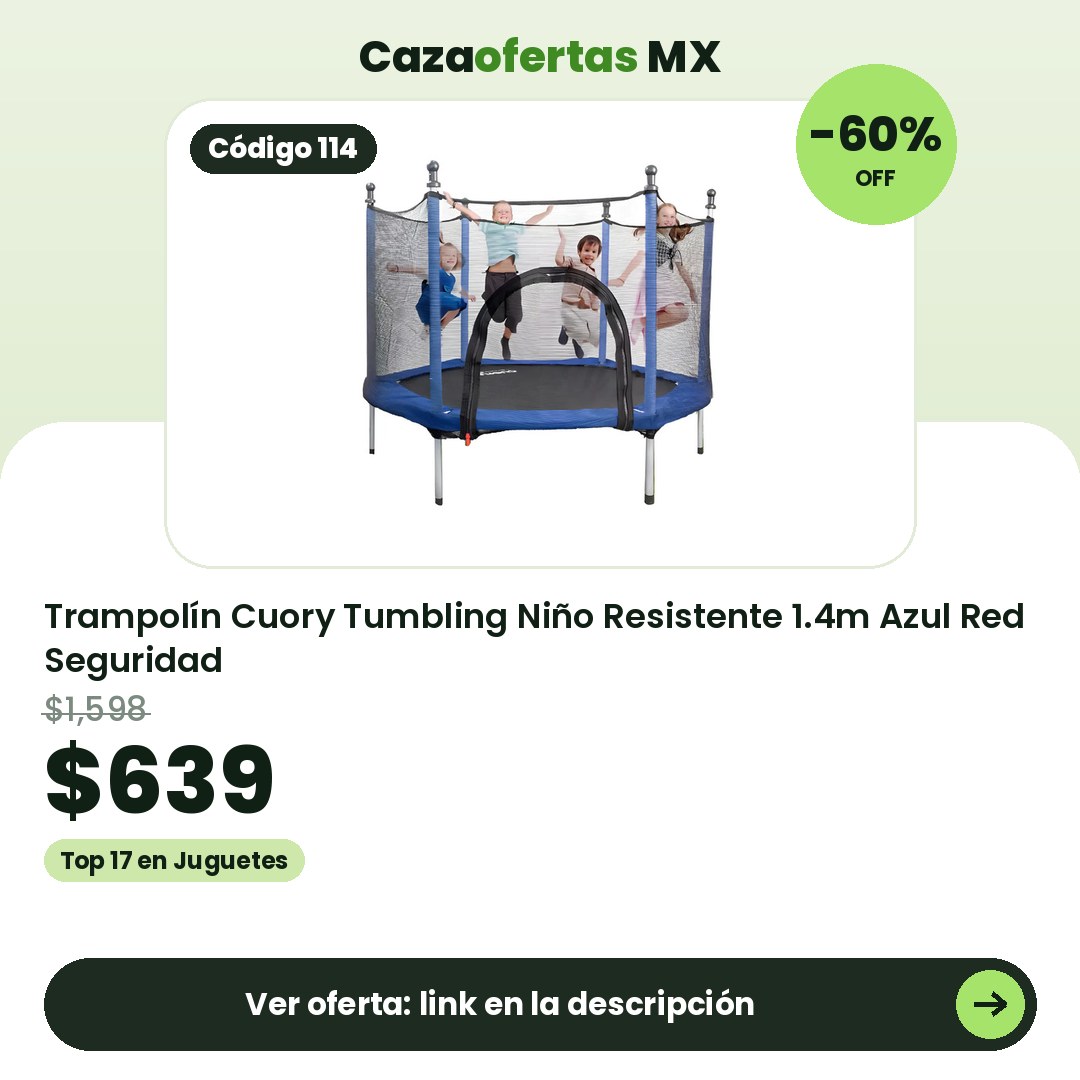 Cazaofertas MX
Código 114
-60%
OFF
Trampolín Cuory Tumbling Niño Resistente 1.4m Azul Red
Seguridad
$1,598
$639
Top 17 en Juguetes
Ver oferta: link en la descripción